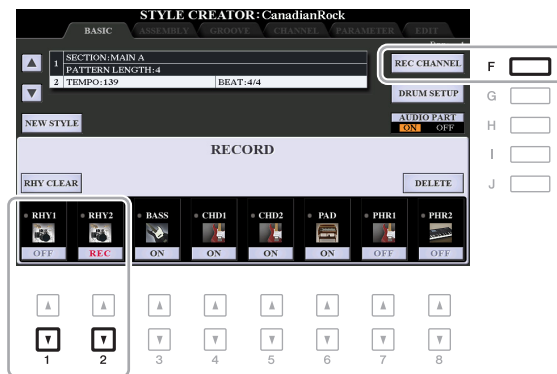 STYLE CREATOR:CanadianRock
BASIC ASSEMBLY GROOVE CHANNEL PARAMETER EDIT
1 SECTION:MAIN A
PATTERN LENGTH:4
2 TEMPO:139 BEAT:4/4
REC CHANNEL
DRUM SETUP
NEW STYLE
AUDIO PART
ON OFF
RECORD
RHY CLEAR
DELETE
RHY1 RHY2 BASS CHD1 CHD2 PAD PHR1 PHR2
OFF REC ON ON ON ON OFF OFF
F
G
H
I
J
1 2 3 4 5 6 7 8